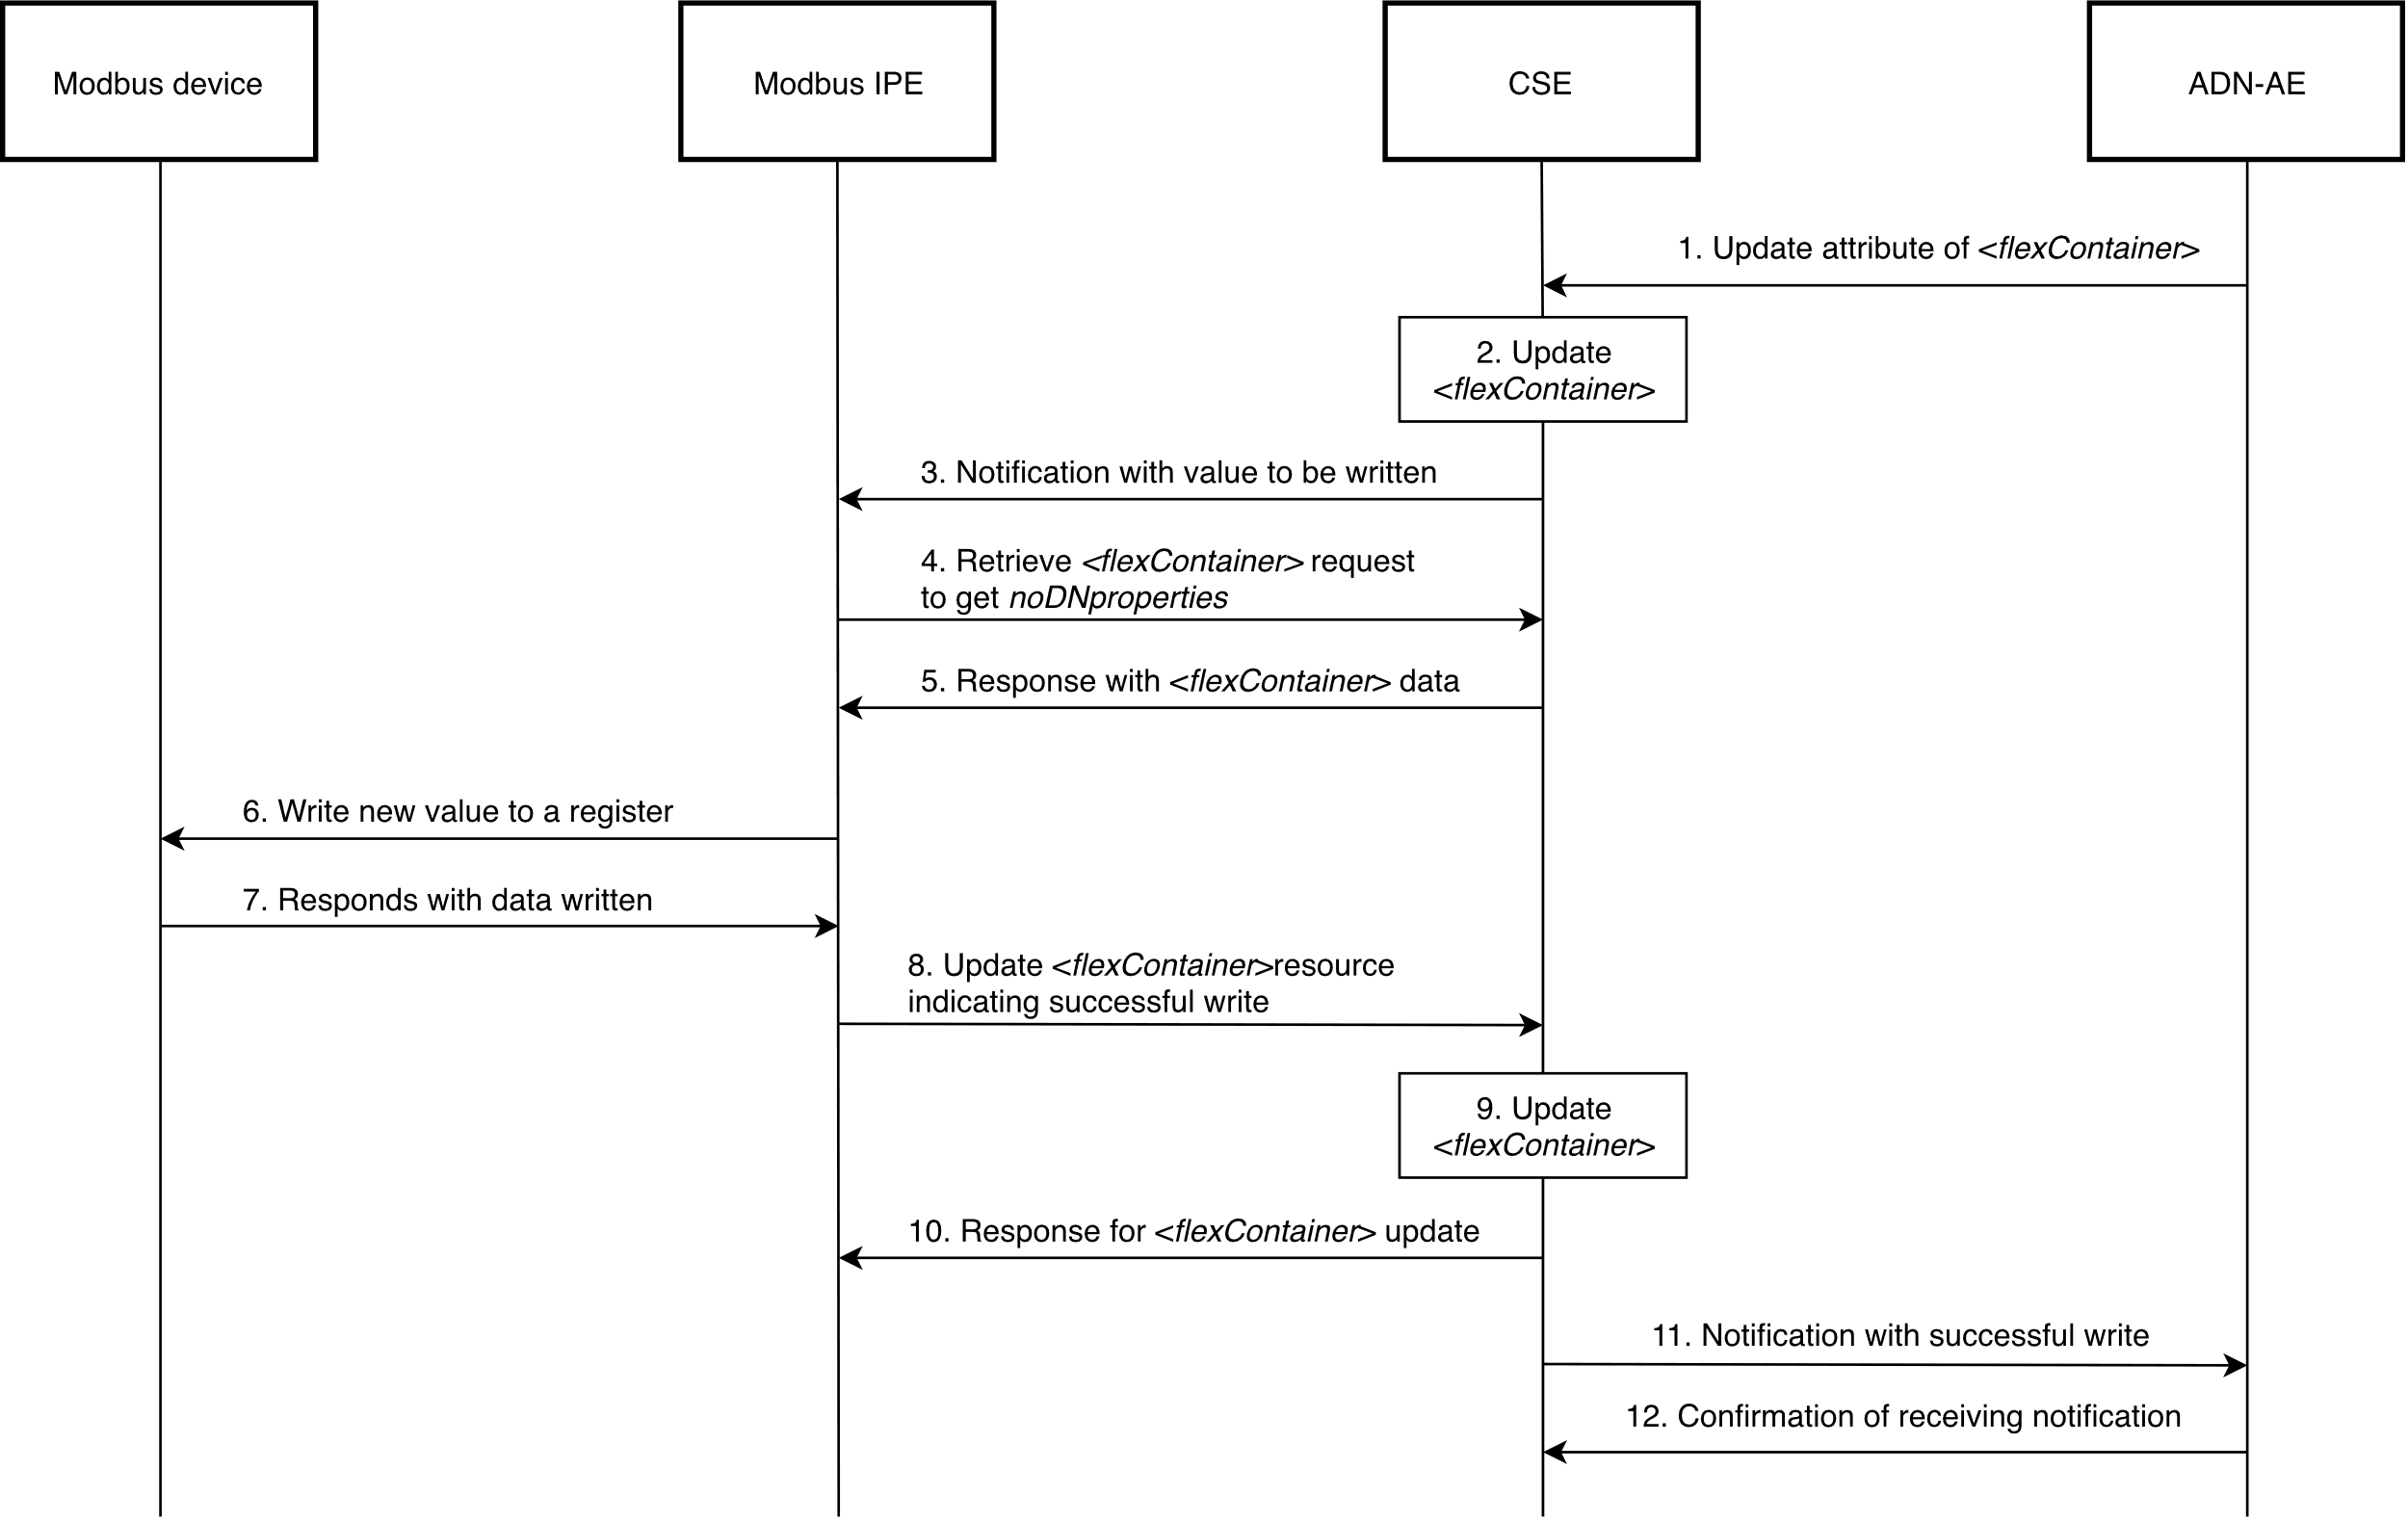 Modbus device
Modbus IPE
CSE
ADN-AE
1. Update attribute of <flexContainer>
2. Update
<flexContainer>
3. Notification with value to be written
4. Retrieve <flexContainer> request
to get noDNproperties
5. Response with <flexContainer> data
6. Write new value to a register
7. Responds with data written
8. Update <flexContainer>resource
indicating successful write
9. Update
<flexContainer>
10. Response for <flexContainer> update
11. Notification with successful write
12. Confirmation of receiving notification